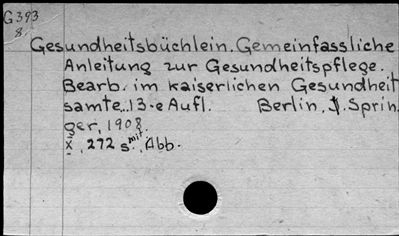 G393
8.
Gesundheitsbüchlein. Gemeinfassliche
Anleitung zur Gesundheitspflege.
Bearb. im kaiserlichen Gesundheit
samte... 13-e Aufl. Berlin, J. Sprin
ger, 1908.
X, 272 s. mit Abb.